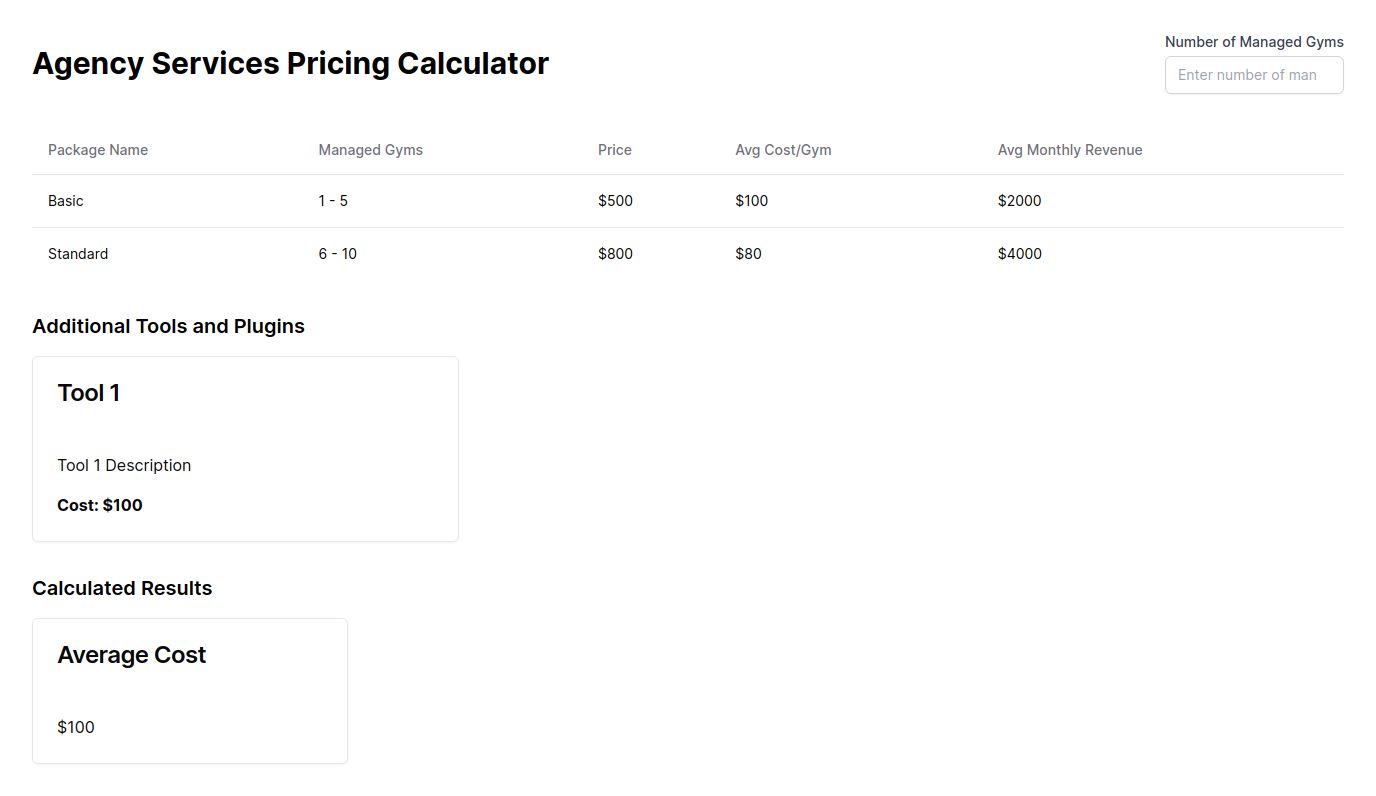 Agency Services Pricing Calculator
Number of Managed Gyms
Enter number of man
Package Name Managed Gyms Price Avg Cost/Gym Avg Monthly Revenue
Basic 1 - 5 $500 $100 $2000
Standard 6 - 10 $800 $80 $4000
Additional Tools and Plugins
Tool 1
Tool 1 Description
Cost: $100
Calculated Results
Average Cost
$100